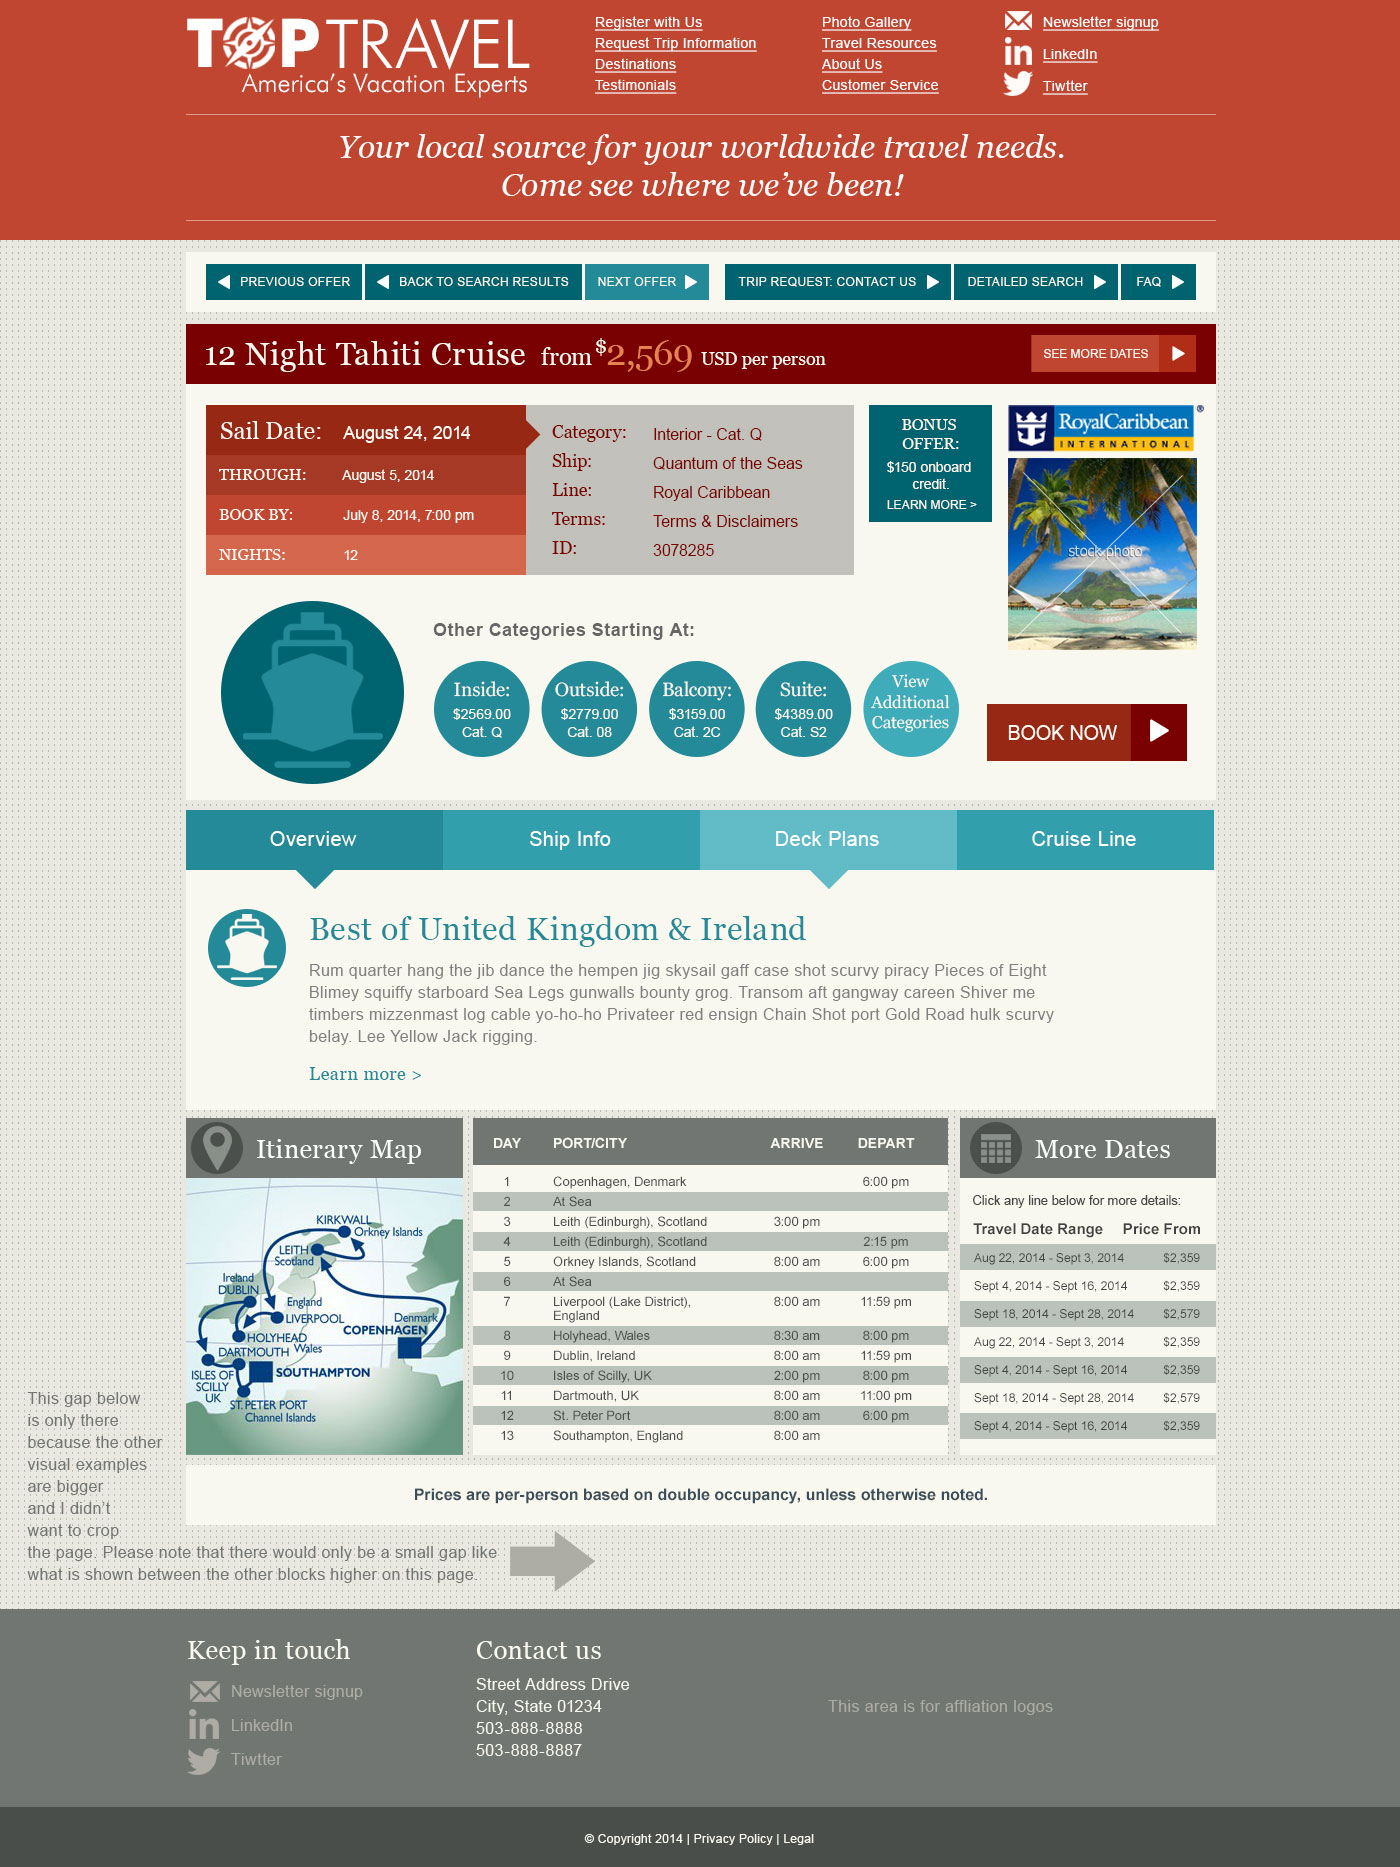 TOPTRAVEL
America's Vacation Experts
Register with Us
Request Trip Information
Destinations
Testimonials
Photo Gallery
Travel Resources
About Us
Customer Service
Newsletter signup
LinkedIn
Tiwtter
Your local source for your worldwide travel needs.
Come see where we've been!
PREVIOUS OFFER
BACK TO SEARCH RESULTS
NEXT OFFER
TRIP REQUEST: CONTACT US
DETAILED SEARCH
FAQ
12 Night Tahiti Cruise from $2,569 USD per person
SEE MORE DATES
Sail Date: August 24, 2014
THROUGH: August 5, 2014
BOOK BY: July 8, 2014, 7:00 pm
NIGHTS: 12
Category: Interior - Cat. Q
Ship: Quantum of the Seas
Line: Royal Caribbean
Terms: Terms & Disclaimers
ID: 3078285
BONUS
OFFER:
$150 onboard
credit.
LEARN MORE >
RoyalCaribbean ®
INTERNATIONAL
stock photo
Other Categories Starting At:
Inside:
$2569.00
Cat. Q
Outside:
$2779.00
Cat. 08
Balcony:
$3159.00
Cat. 2C
Suite:
$4389.00
Cat. S2
View
Additional
Categories
BOOK NOW
Overview
Ship Info
Deck Plans
Cruise Line
Best of United Kingdom & Ireland
Rum quarter hang the jib dance the hempen jig skysail gaff case shot scurvy piracy Pieces of Eight
Blimey squiffy starboard Sea Legs gunwalls bounty grog. Transom aft gangway careen Shiver me
timbers mizzenmast log cable yo-ho-ho Privateer red ensign Chain Shot port Gold Road hulk scurvy
belay. Lee Yellow Jack rigging.
Learn more >
Itinerary Map
KIRKWALL
Orkney Islands
LEITH
Scotland
Ireland
DUBLIN
England
LIVERPOOL
Denmark
COPENHAGEN
HOLYHEAD
Wales
DARTMOUTH
SOUTHAMPTON
ISLES OF
SCILLY
UK
ST. PETER PORT
Channel Islands
DAY PORT/CITY ARRIVE DEPART
1 Copenhagen, Denmark 6:00 pm
2 At Sea
3 Leith (Edinburgh), Scotland 3:00 pm
4 Leith (Edinburgh), Scotland 2:15 pm
5 Orkney Islands, Scotland 8:00 am 6:00 pm
6 At Sea
7 Liverpool (Lake District), 8:00 am 11:59 pm
England
8 Holyhead, Wales 8:30 am 8:00 pm
9 Dublin, Ireland 8:00 am 11:59 pm
10 Isles of Scilly, UK 2:00 pm 8:00 pm
11 Dartmouth, UK 8:00 am 11:00 pm
12 St. Peter Port 8:00 am 6:00 pm
13 Southampton, England 8:00 am
More Dates
Click any line below for more details:
Travel Date Range Price From
Aug 22, 2014 - Sept 3, 2014 $2,359
Sept 4, 2014 - Sept 16, 2014 $2,359
Sept 18, 2014 - Sept 28, 2014 $2,579
Aug 22, 2014 - Sept 3, 2014 $2,359
Sept 4, 2014 - Sept 16, 2014 $2,359
Sept 18, 2014 - Sept 28, 2014 $2,579
Sept 4, 2014 - Sept 16, 2014 $2,359
Prices are per-person based on double occupancy, unless otherwise noted.
This gap below
is only there
because the other
visual examples
are bigger
and I didn't
want to crop
the page. Please note that there would only be a small gap like
what is shown between the other blocks higher on this page.
Keep in touch
Newsletter signup
LinkedIn
Tiwtter
Contact us
Street Address Drive
City, State 01234
503-888-8888
503-888-8887
This area is for affliation logos
© Copyright 2014 | Privacy Policy | Legal